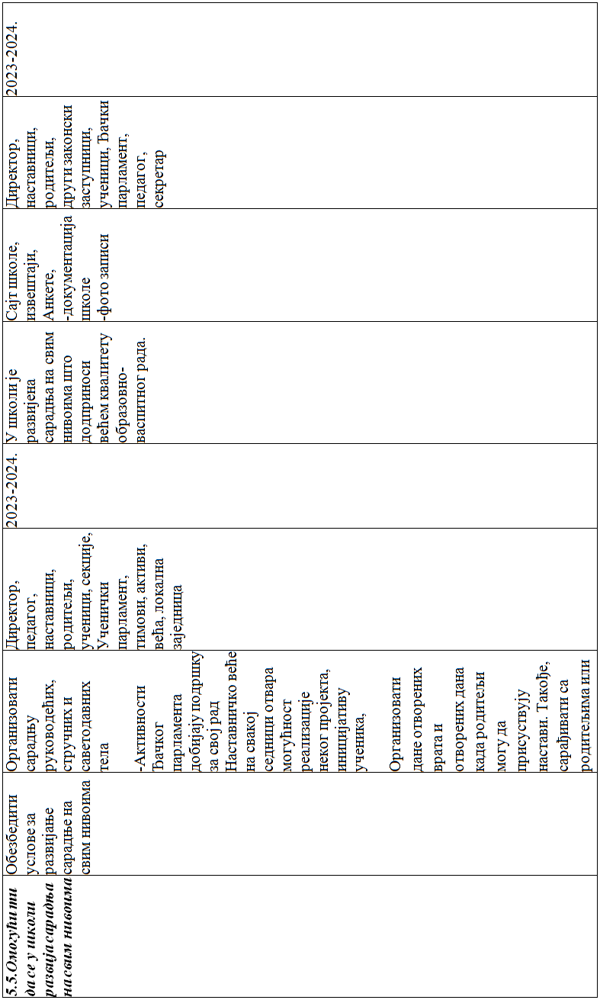 5.5.Омогућити
да се у школи
развија сарадња
на свим нивоима
Обезбедити
услове за
развијање
сарадње на
свим нивоима
Организовати
сарадњу
руководећих,
стручних и
саветодавних
тела
-Активности
Ђачког
парламента
добијају подршку
за свој рад
Наставничко веће
на свакој
седници отвара
могућност
реализације
неког пројекта,
иницијативу
ученика,
Организовати
дане отворених
врата и
отворених дана
када родитељи
могу да
присуствују
настави. Такође,
сарађивати са
родитељима или
Директор,
педагог,
наставници,
родитељи,
ученици, секције,
Ученички
парламент,
тимови, активи,
већа, локална
заједница
2023-2024.
У школи је
развијена
сарадња на свим
нивоима што
додприноси
већем квалитету
образовно-
васпитног рада.
Сајт школе,
извештаји,
Анкете,
-документација
школе
-фото записи
Директор,
наставници,
родитељи,
други законски
заступници,
ученици, Ђачки
парламент,
педагог,
секретар
2023-2024.